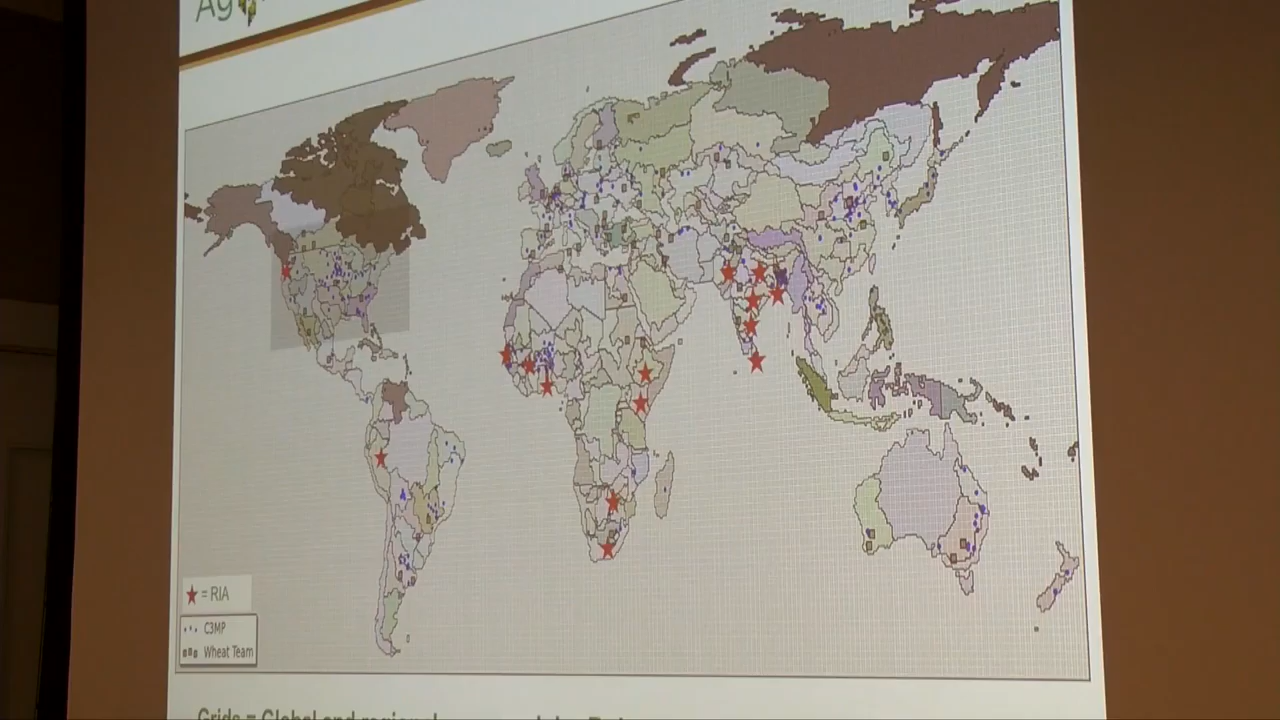 Ag
= RIA
C3MP
Wheat Team
Grids = Global and regional